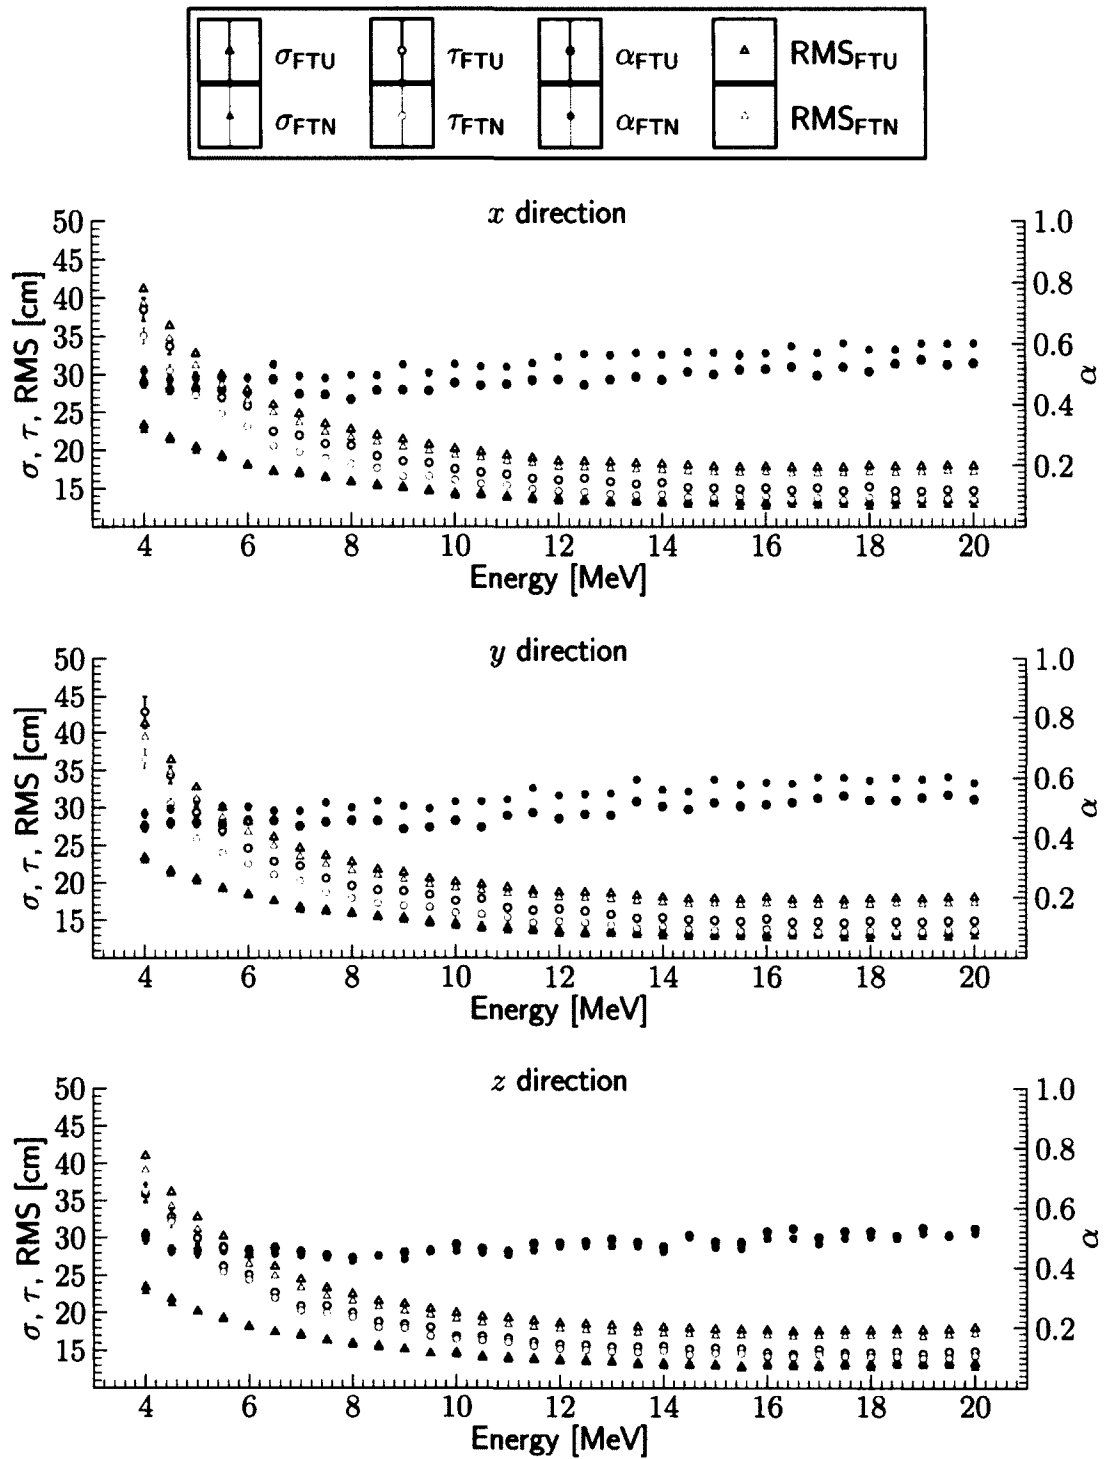 σFTU τFTU αFTU RMSFTU
σFTN τFTN αFTN RMSFTN
x direction
50 1.0
45
40 0.8
35
30 0.6
25 0.4
20
15 0.2
σ, τ, RMS [cm]
α
4 6 8 10 12 14 16 18 20
Energy [MeV]
y direction
50 1.0
45
40 0.8
35
30 0.6
25 0.4
20
15 0.2
σ, τ, RMS [cm]
α
4 6 8 10 12 14 16 18 20
Energy [MeV]
z direction
50 1.0
45
40 0.8
35
30 0.6
25 0.4
20
15 0.2
σ, τ, RMS [cm]
α
4 6 8 10 12 14 16 18 20
Energy [MeV]